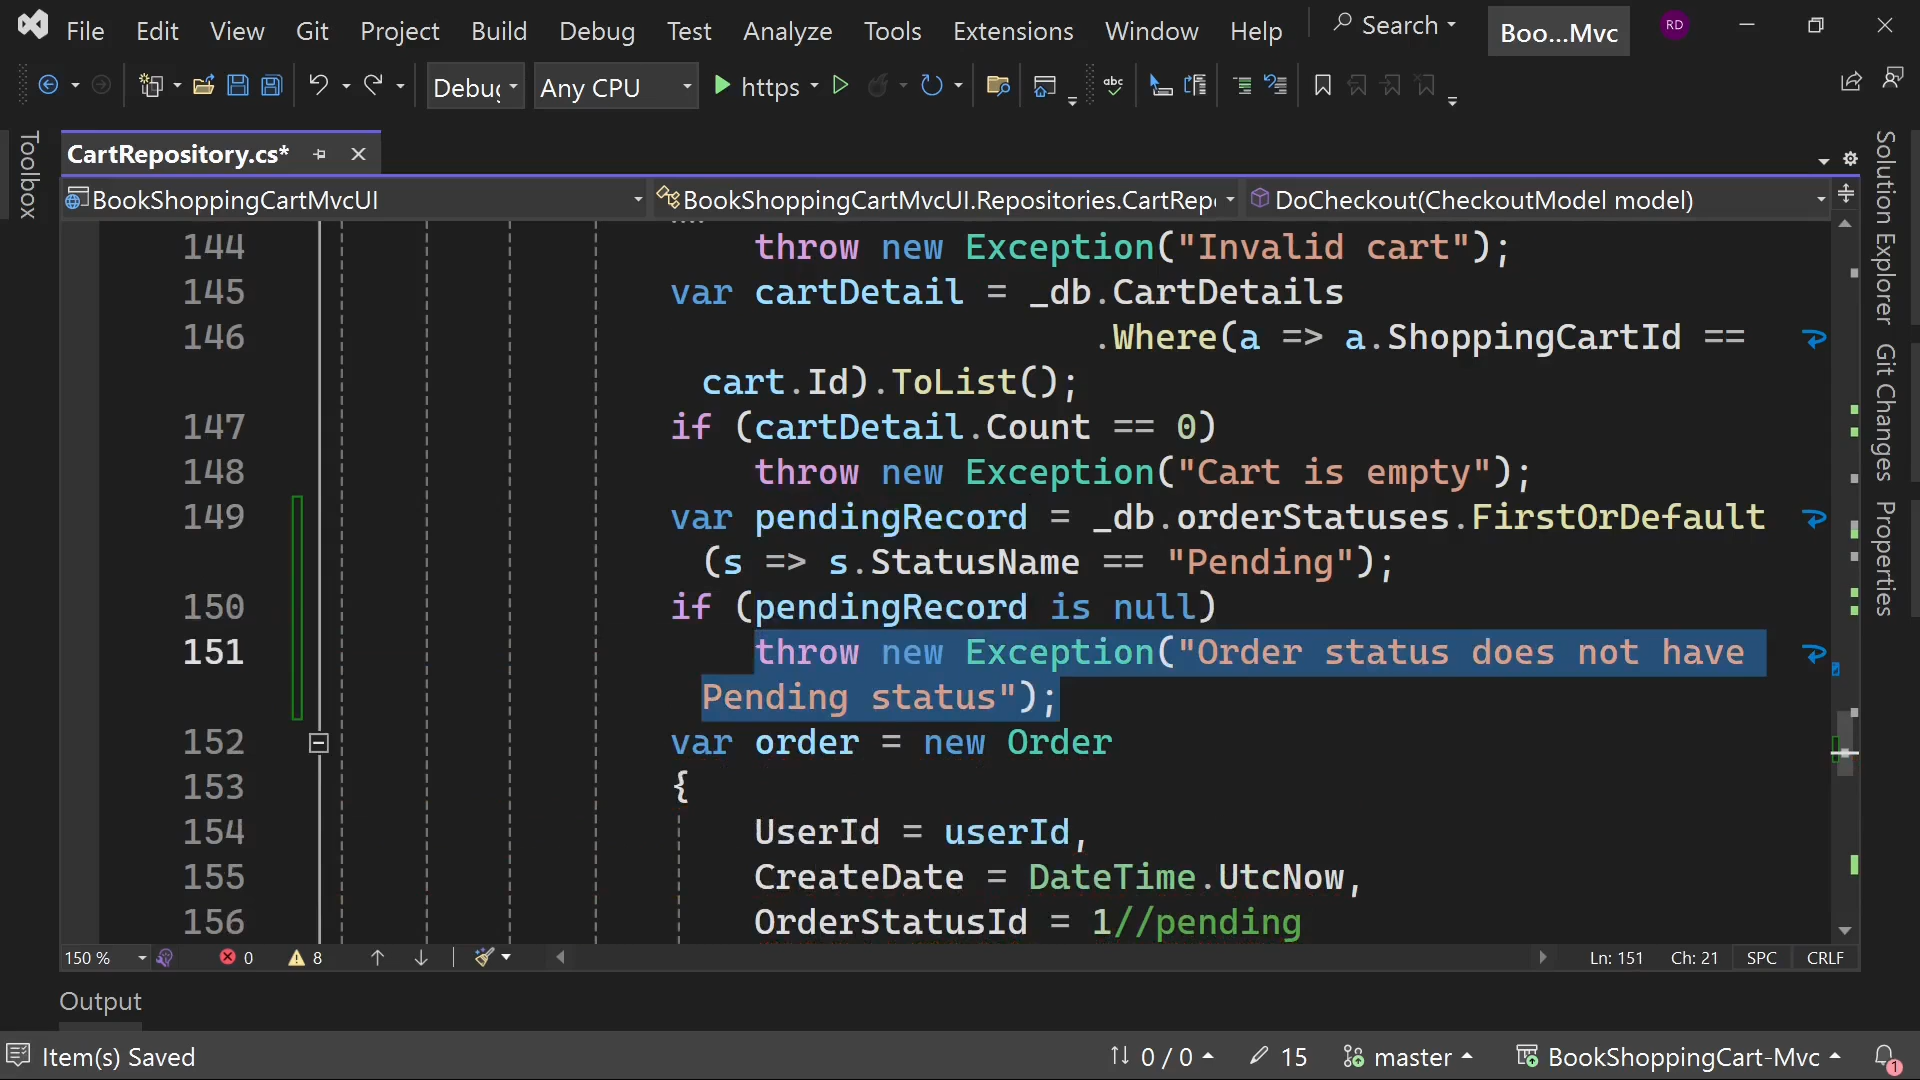 File Edit View Git Project Build Debug Test Analyze Tools Extensions Window Help Search Boo...Mvc RD
Debug Any CPU https abc
Toolbox
CartRepository.cs*
BookShoppingCartMvcUI BookShoppingCartMvcUI.Repositories.CartRep DoCheckout(CheckoutModel model)
144 throw new Exception("Invalid cart");
145 var cartDetail = _db.CartDetails
146 .Where(a => a.ShoppingCartId ==
cart.Id).ToList();
147 if (cartDetail.Count == 0)
148 throw new Exception("Cart is empty");
149 var pendingRecord = _db.orderStatuses.FirstOrDefault
(s => s.StatusName == "Pending");
150 if (pendingRecord is null)
151 throw new Exception("Order status does not have
Pending status");
152 var order = new Order
153 {
154 UserId = userId,
155 CreateDate = DateTime.UtcNow,
156 OrderStatusId = 1//pending
Solution Explorer
Git Changes
Properties
150 % 0 8 Ln: 151 Ch: 21 SPC CRLF
Output
Item(s) Saved 0 / 0 15 master BookShoppingCart-Mvc 1